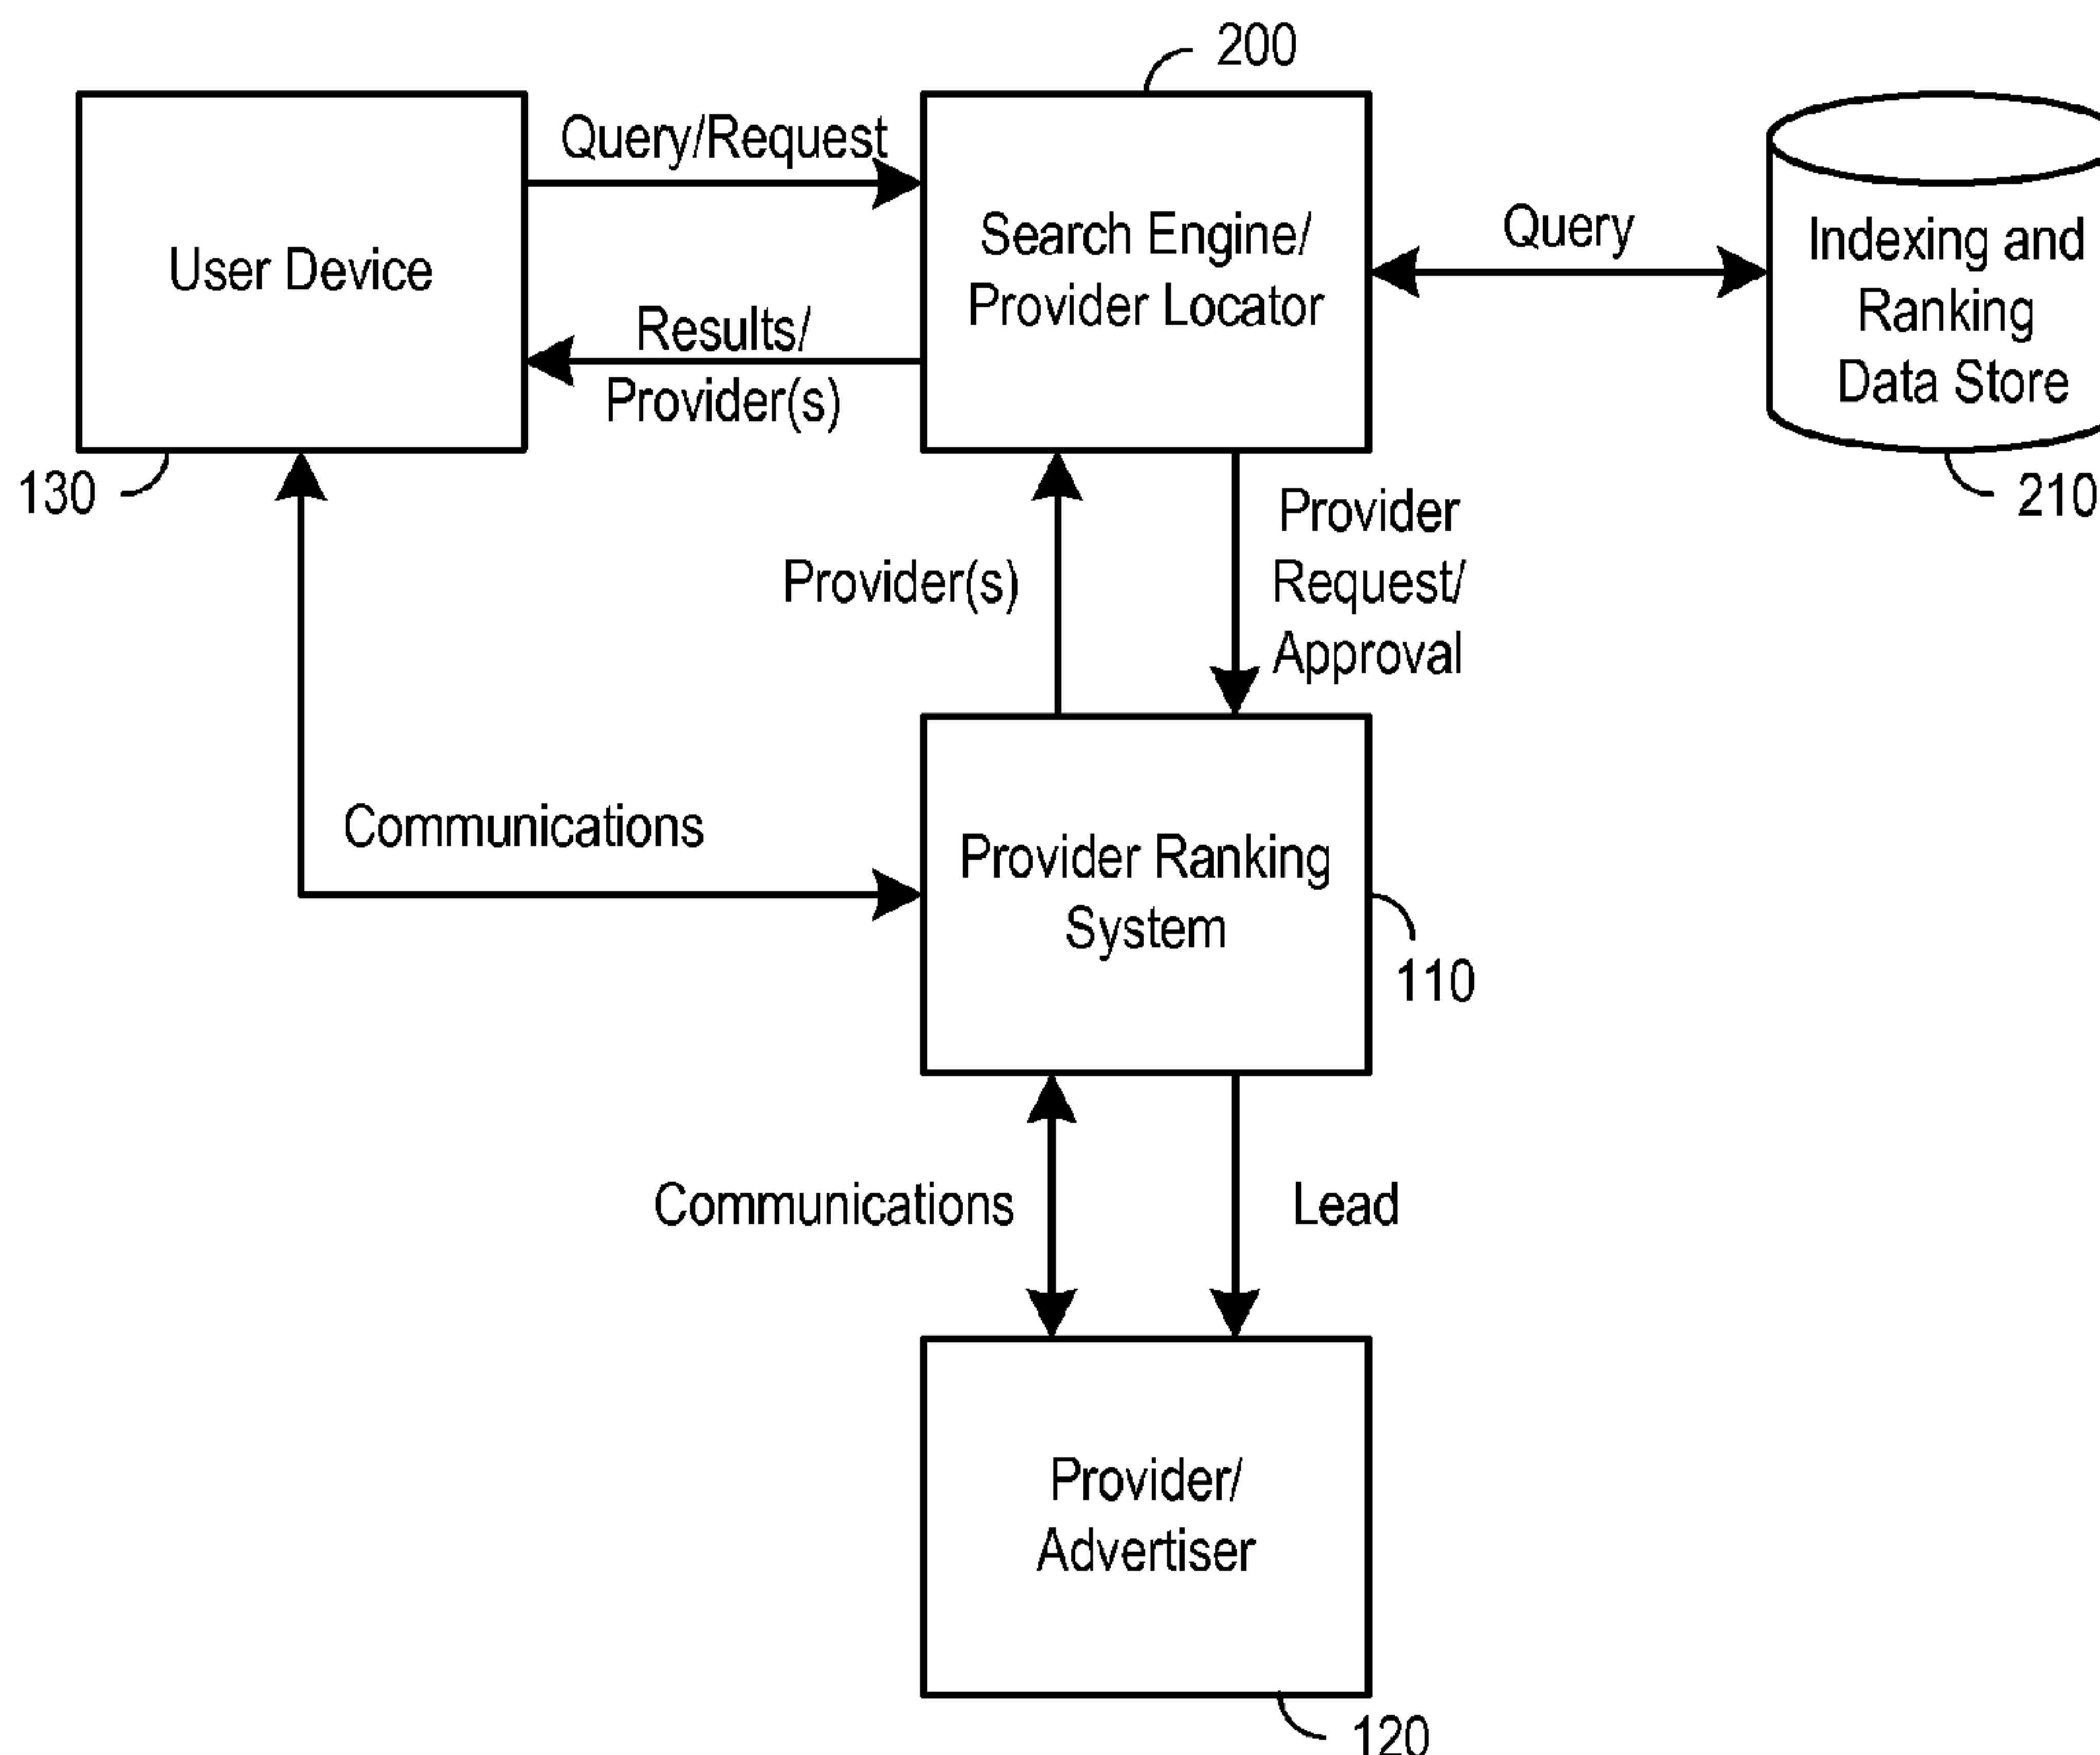 200
Query/Request
User Device
Results/
Provider(s)
130
Search Engine/
Provider Locator
Query
Indexing and
Ranking
Data Store
210
Provider(s)
Provider
Request/
Approval
Communications
Provider Ranking
System
110
Communications
Lead
Provider/
Advertiser
120